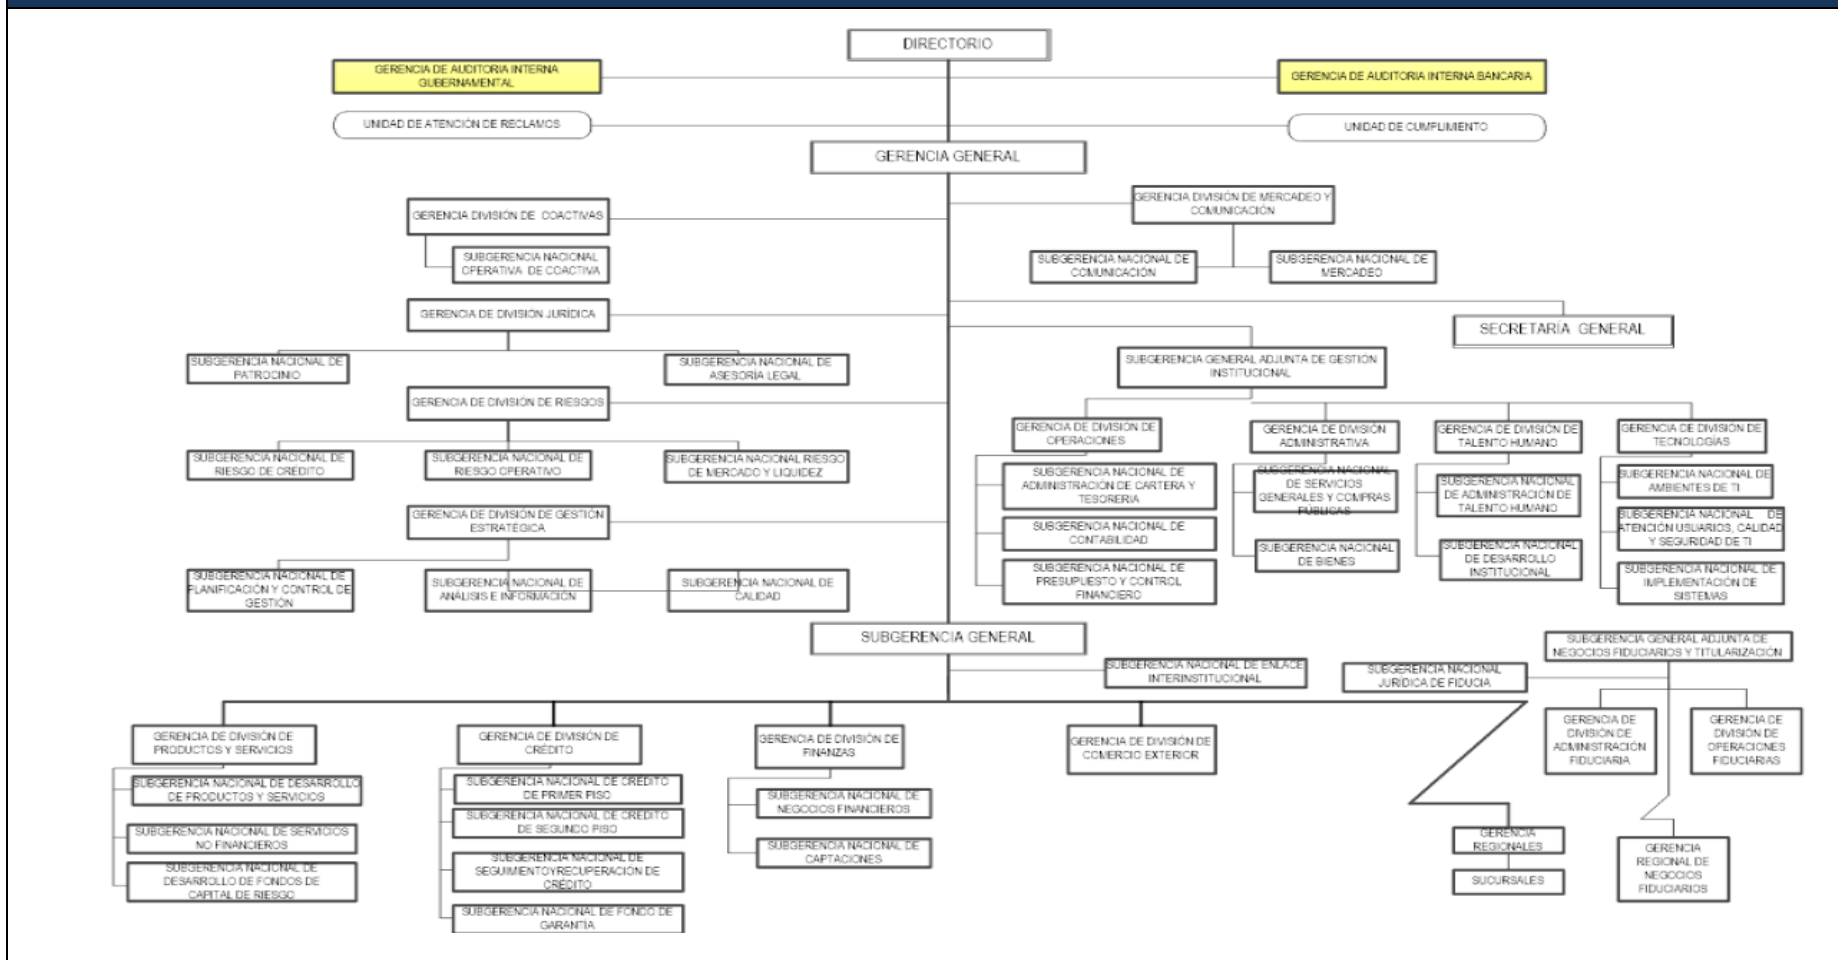 DIRECTORIO
GERENCIA DE AUDITORIA INTERNA
GUBERNAMENTAL
GERENCIA DE AUDITORIA INTERNA BANCARIA
UNIDAD DE ATENCIÓN DE RECLAMOS
UNIDAD DE CUMPLIMIENTO
GERENCIA GENERAL
GERENCIA DIVISIÓN DE COACTIVAS
SUBGERENCIA NACIONAL
OPERATIVA DE COACTIVA
GERENCIA DIVISIÓN DE MERCADEO Y
COMUNICACIÓN
SUBGERENCIA NACIONAL DE
COMUNICACIÓN
SUBGERENCIA NACIONAL DE
MERCADEO
GERENCIA DE DIVISIÓN JURÍDICA
SUBGERENCIA NACIONAL DE
PATROCINIO
SUBGERENCIA NACIONAL DE
ASESORÍA LEGAL
SECRETARÍA GENERAL
SUBGERENCIA GENERAL ADJUNTA DE GESTIÓN
INSTITUCIONAL
GERENCIA DE DIVISIÓN DE RIESGOS
SUBGERENCIA NACIONAL DE
RIESGO DE CRÉDITO
SUBGERENCIA NACIONAL DE
RIESGO OPERATIVO
SUBGERENCIA NACIONAL RIESGO
DE MERCADO Y LIQUIDEZ
GERENCIA DE DIVISIÓN DE
OPERACIONES
SUBGERENCIA NACIONAL DE
ADMINISTRACIÓN DE CARTERA Y
TESORERIA
SUBGERENCIA NACIONAL DE
CONTABILIDAD
SUBGERENCIA NACIONAL DE
PRESUPUESTO Y CONTROL
FINANCIERO
GERENCIA DE DIVISIÓN
ADMINISTRATIVA
SUBGERENCIA NACIONAL
DE SERVICIOS
GENERALES Y COMPRAS
PÚBLICAS
SUBGERENCIA NACIONAL
DE BIENES
GERENCIA DE DIVISIÓN DE
TALENTO HUMANO
SUBGERENCIA NACIONAL
DE ADMINISTRACIÓN DE
TALENTO HUMANO
SUBGERENCIA NACIONAL
DE DESARROLLO
INSTITUCIONAL
GERENCIA DE DIVISIÓN DE
TECNOLOGÍAS
SUBGERENCIA NACIONAL DE
AMBIENTES DE TI
SUBGERENCIA NACIONAL DE
ATENCIÓN USUARIOS, CALIDAD
Y SEGURIDAD DE TI
SUBGERENCIA NACIONAL DE
IMPLEMENTACIÓN DE
SISTEMAS
GERENCIA DE DIVISIÓN DE GESTIÓN
ESTRATÉGICA
SUBGERENCIA NACIONAL DE
PLANIFICACIÓN Y CONTROL DE
GESTIÓN
SUBGERENCIA NACIONAL DE
ANÁLISIS E INFORMACIÓN
SUBGERENCIA NACIONAL DE
CALIDAD
SUBGERENCIA GENERAL
SUBGERENCIA NACIONAL DE ENLACE
INTERINSTITUCIONAL
SUBGERENCIA NACIONAL
JURÍDICA DE FIDUCIA
SUBGERENCIA GENERAL ADJUNTA DE
NEGOCIOS FIDUCIARIOS Y TITULARIZACIÓN
GERENCIA DE
DIVISIÓN DE
ADMINISTRACIÓN
FIDUCIARIA
GERENCIA DE
DIVISIÓN DE
OPERACIONES
FIDUCIARIAS
GERENCIA DE DIVISIÓN DE
PRODUCTOS Y SERVICIOS
SUBGERENCIA NACIONAL DE DESARROLLO
DE PRODUCTOS Y SERVICIOS
SUBGERENCIA NACIONAL DE SERVICIOS
NO FINANCIEROS
SUBGERENCIA NACIONAL DE
DESARROLLO DE FONDOS DE
CAPITAL DE RIESGO
GERENCIA DE DIVISIÓN DE
CRÉDITO
SUBGERENCIA NACIONAL DE CRÉDITO
DE PRIMER PISO
SUBGERENCIA NACIONAL DE CRÉDITO
DE SEGUNDO PISO
SUBGERENCIA NACIONAL DE
SEGUIMIENTOYRECUPERACION DE
CRÉDITO
SUBGERENCIA NACIONAL DE FONDO DE
GARANTÍA
GERENCIA DE DIVISIÓN DE
FINANZAS
SUBGERENCIA NACIONAL DE
NEGOCIOS FINANCIEROS
SUBGERENCIA NACIONAL DE
CAPTACIONES
GERENCIA DE DIVISIÓN DE
COMERCIO EXTERIOR
GERENCIA
REGIONALES
SUCURSALES
GERENCIA
REGIONAL DE
NEGOCIOS
FIDUCIARIOS